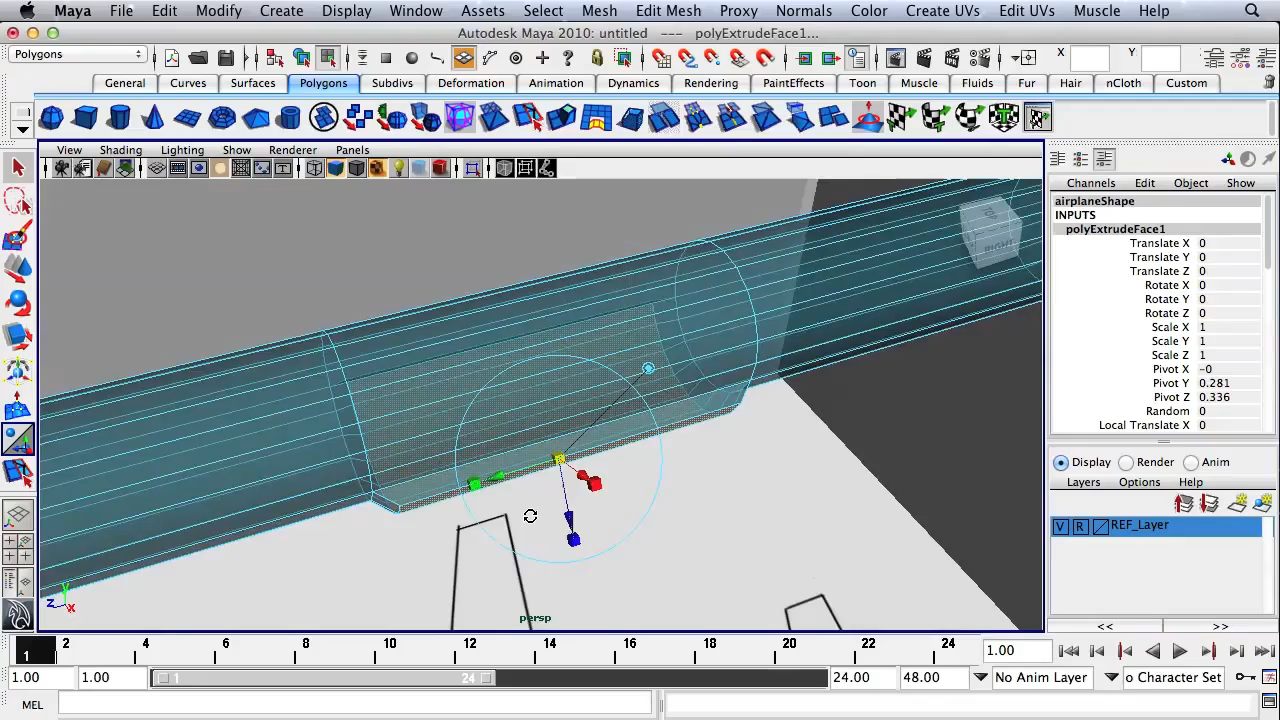 Maya File Edit Modify Create Display Window Assets Select Mesh Edit Mesh Proxy Normals Color Create UVs Edit UVs Muscle Help
Autodesk Maya 2010: untitled --- polyExtrudeFace1...
Polygons X Y
General Curves Surfaces Polygons Subdivs Deformation Animation Dynamics Rendering PaintEffects Toon Muscle Fluids Fur Hair nCloth Custom
View Shading Lighting Show Renderer Panels
Channels Edit Object Show
airplaneShape
INPUTS
polyExtrudeFace1
Translate X 0
Translate Y 0
Translate Z 0
Rotate X 0
Rotate Y 0
Rotate Z 0
Scale X 1
Scale Y 1
Scale Z 1
Pivot X -0
Pivot Y 0.281
Pivot Z 0.336
Random 0
Local Translate X 0
TOP
RIGHT
Display Render Anim
Layers Options Help
V R REF_Layer
Y
Z X
persp
<< >>
1 2 4 6 8 10 12 14 16 18 20 22 24 1.00
1.00 1.00 1 24 24.00 48.00 No Anim Layer o Character Set
MEL